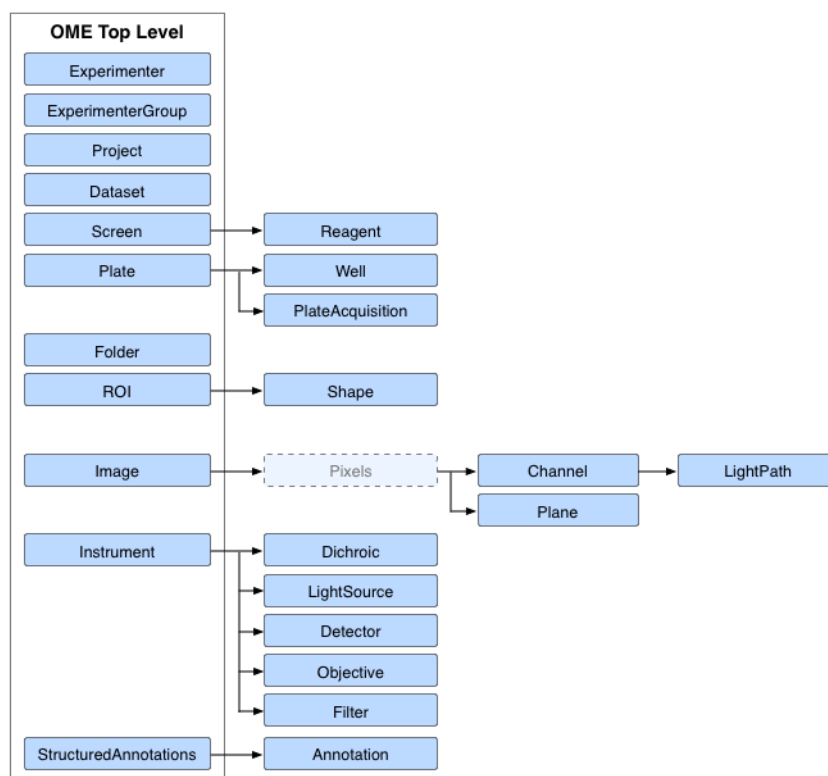 OME Top Level
Experimenter
ExperimenterGroup
Project
Dataset
Screen
Reagent
Plate
Well
PlateAcquisition
Folder
ROI
Shape
Image
Pixels
Channel
LightPath
Plane
Instrument
Dichroic
LightSource
Detector
Objective
Filter
StructuredAnnotations
Annotation